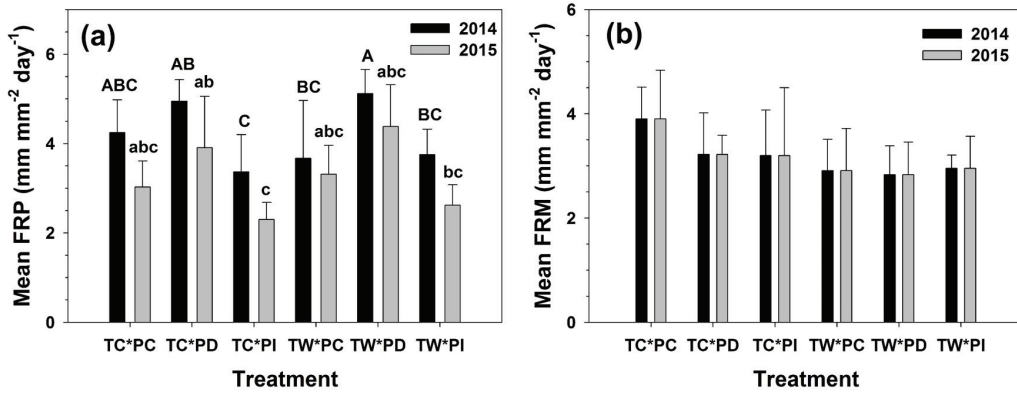 (a)
2014
2015
Mean FRP (mm mm⁻² day⁻¹)
6
4
2
0
ABC
abc
AB
ab
C
c
BC
abc
A
abc
BC
bc
TC*PC TC*PD TC*PI TW*PC TW*PD TW*PI
Treatment
(b)
2014
2015
Mean FRM (mm mm⁻² day⁻¹)
6
4
2
0
TC*PC TC*PD TC*PI TW*PC TW*PD TW*PI
Treatment